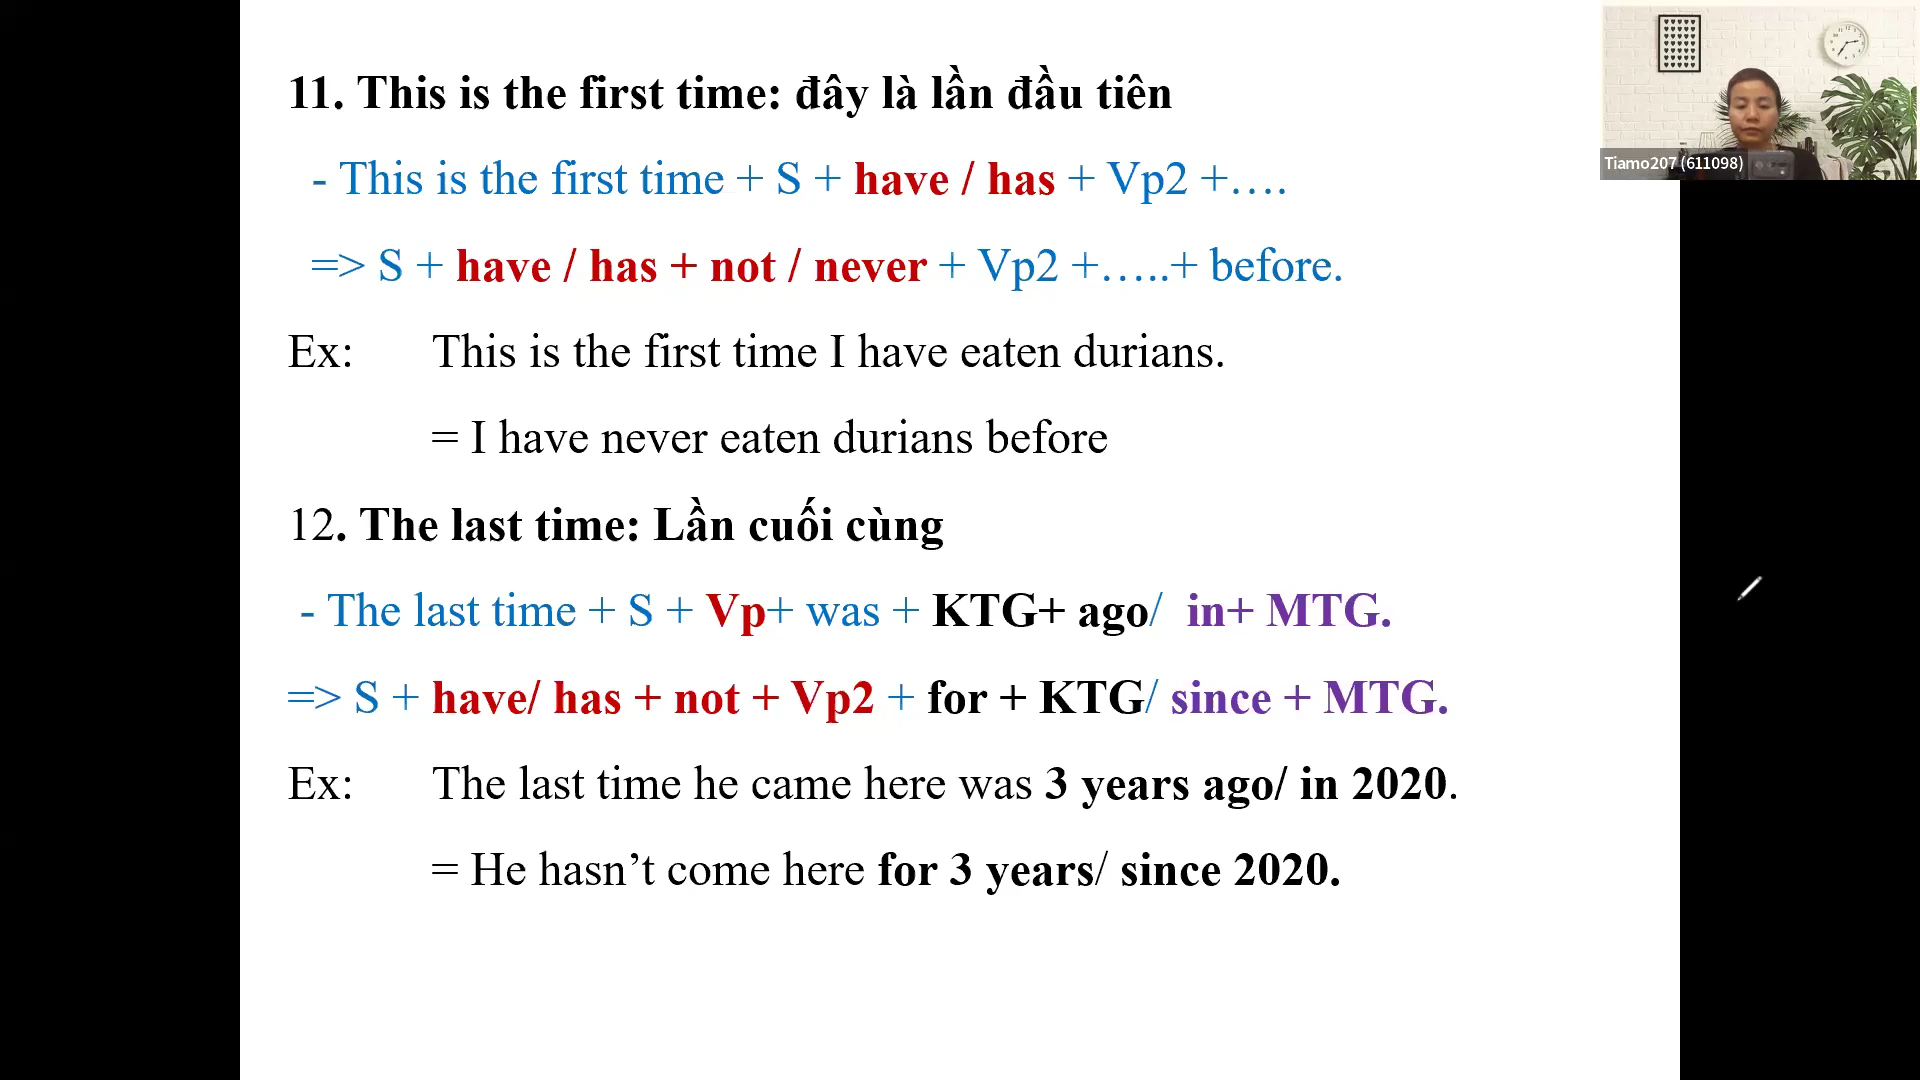 11. This is the first time: đây là lần đầu tiên
- This is the first time + S + have / has + Vp2 +….
=> S + have / has + not / never + Vp2 +…..+ before.
Ex: This is the first time I have eaten durians.
= I have never eaten durians before
12. The last time: Lần cuối cùng
- The last time + S + Vp+ was + KTG+ ago/ in+ MTG.
=> S + have/ has + not + Vp2 + for + KTG/ since + MTG.
Ex: The last time he came here was 3 years ago/ in 2020.
= He hasn’t come here for 3 years/ since 2020.
Tiamo207 (611098)